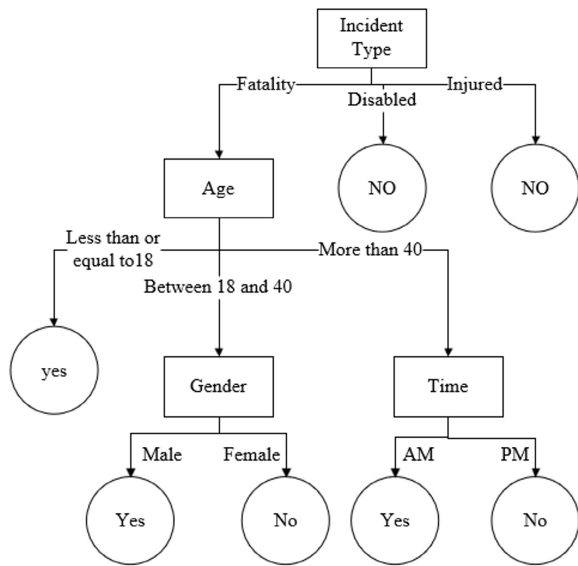 Incident
Type
Fatality
Disabled
Injured
Age
NO
NO
Less than or
equal to18
Between 18 and 40
More than 40
yes
Gender
Time
Male
Female
AM
PM
Yes
No
Yes
No